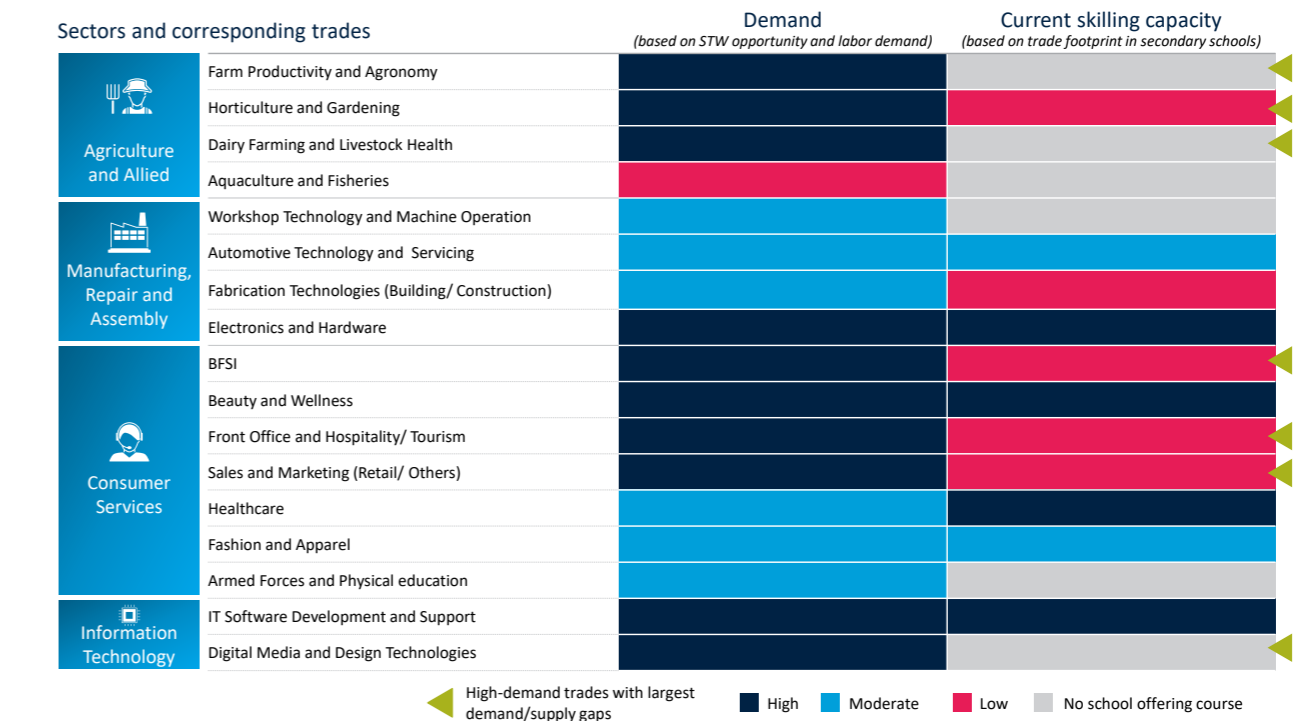 Sectors and corresponding trades
Demand
(based on STW opportunity and labor demand)
Current skilling capacity
(based on trade footprint in secondary schools)
Agriculture
and Allied
Farm Productivity and Agronomy
Horticulture and Gardening
Dairy Farming and Livestock Health
Aquaculture and Fisheries
Manufacturing,
Repair and
Assembly
Workshop Technology and Machine Operation
Automotive Technology and  Servicing
Fabrication Technologies (Building/ Construction)
Electronics and Hardware
Consumer
Services
BFSI
Beauty and Wellness
Front Office and Hospitality/ Tourism
Sales and Marketing (Retail/ Others)
Healthcare
Fashion and Apparel
Armed Forces and Physical education
Information
Technology
IT Software Development and Support
Digital Media and Design Technologies
High-demand trades with largest
demand/supply gaps
High
Moderate
Low
No school offering course